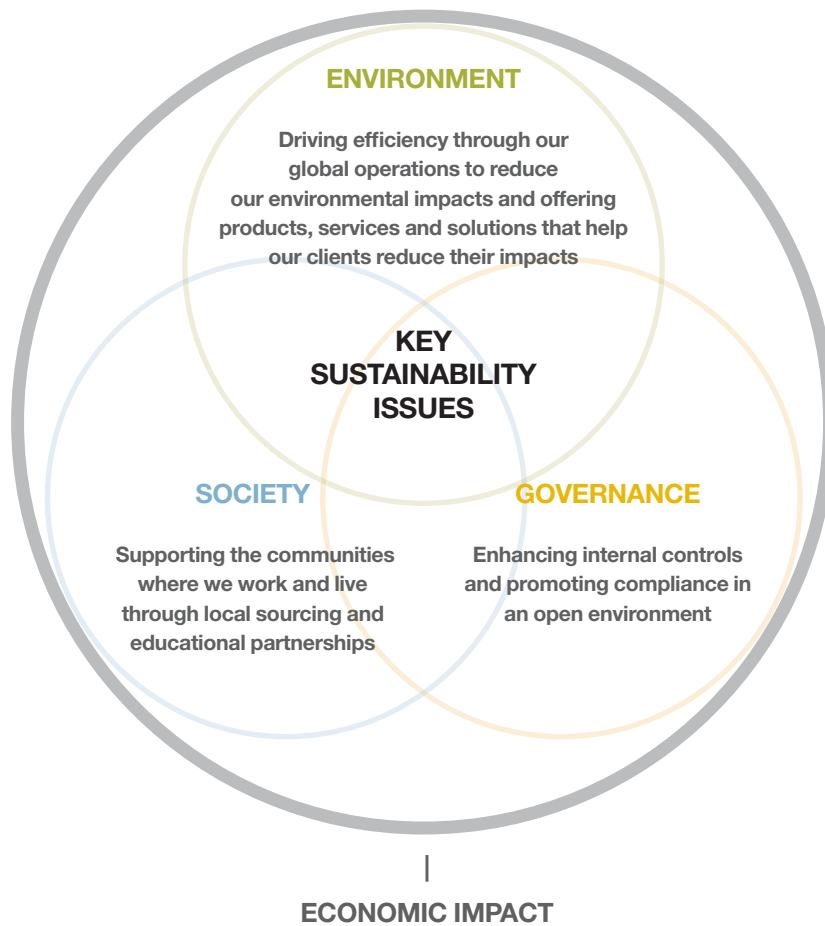 ENVIRONMENT
Driving efficiency through our
global operations to reduce
our environmental impacts and offering
products, services and solutions that help
our clients reduce their impacts
KEY
SUSTAINABILITY
ISSUES
SOCIETY
Supporting the communities
where we work and live
through local sourcing and
educational partnerships
GOVERNANCE
Enhancing internal controls
and promoting compliance in
an open environment
ECONOMIC IMPACT